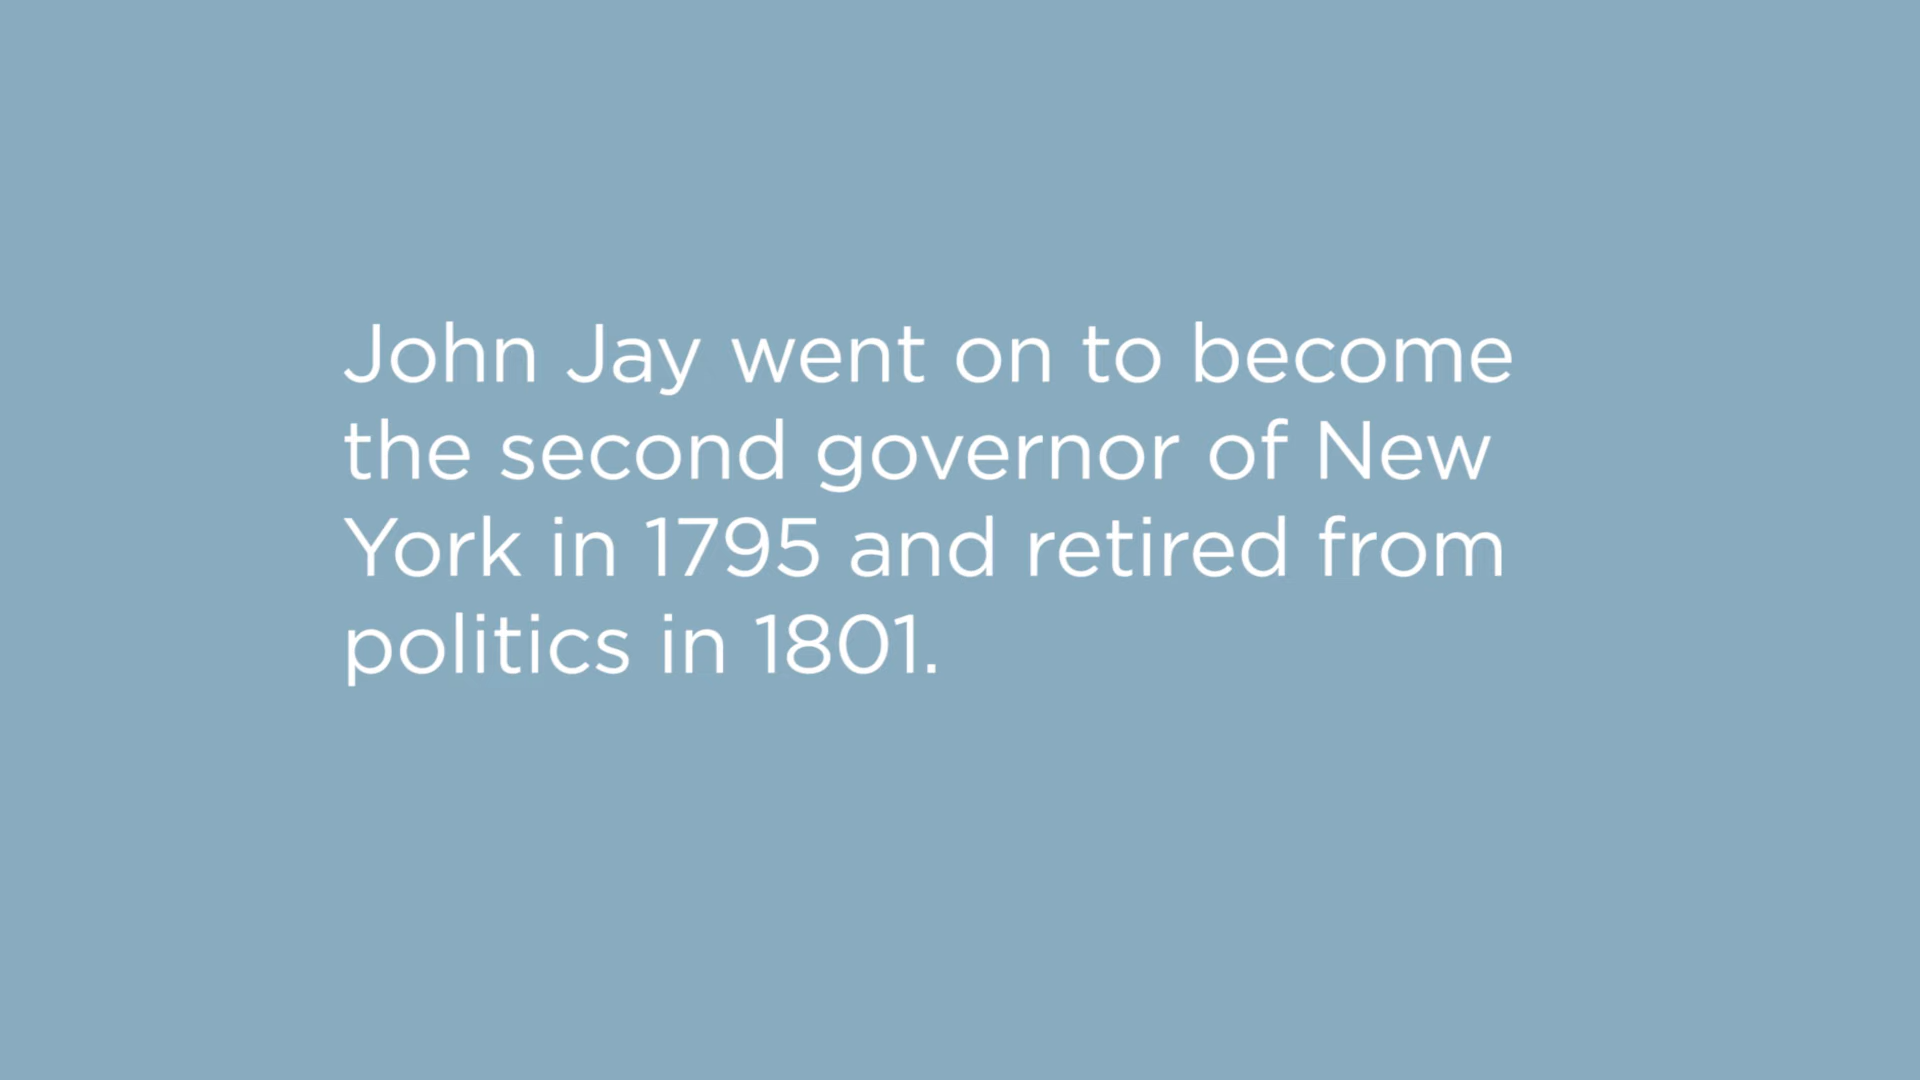 John Jay went on to become
the second governor of New
York in 1795 and retired from
politics in 1801.